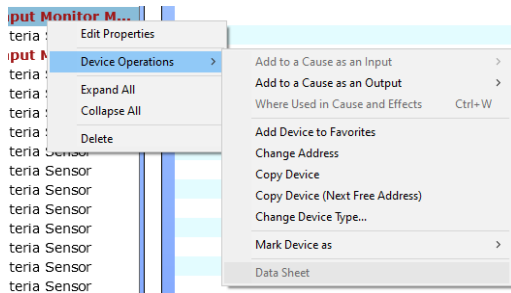 put Monitor M...
teria
put
teria
teria
teria
teria
teria Sensor
teria Sensor
teria Sensor
teria Sensor
teria Sensor
teria Sensor
teria Sensor
teria Sensor
Edit Properties
Device Operations >
Expand All
Collapse All
Delete
Add to a Cause as an Input >
Add to a Cause as an Output >
Where Used in Cause and Effects Ctrl+W
Add Device to Favorites
Change Address
Copy Device
Copy Device (Next Free Address)
Change Device Type...
Mark Device as >
Data Sheet